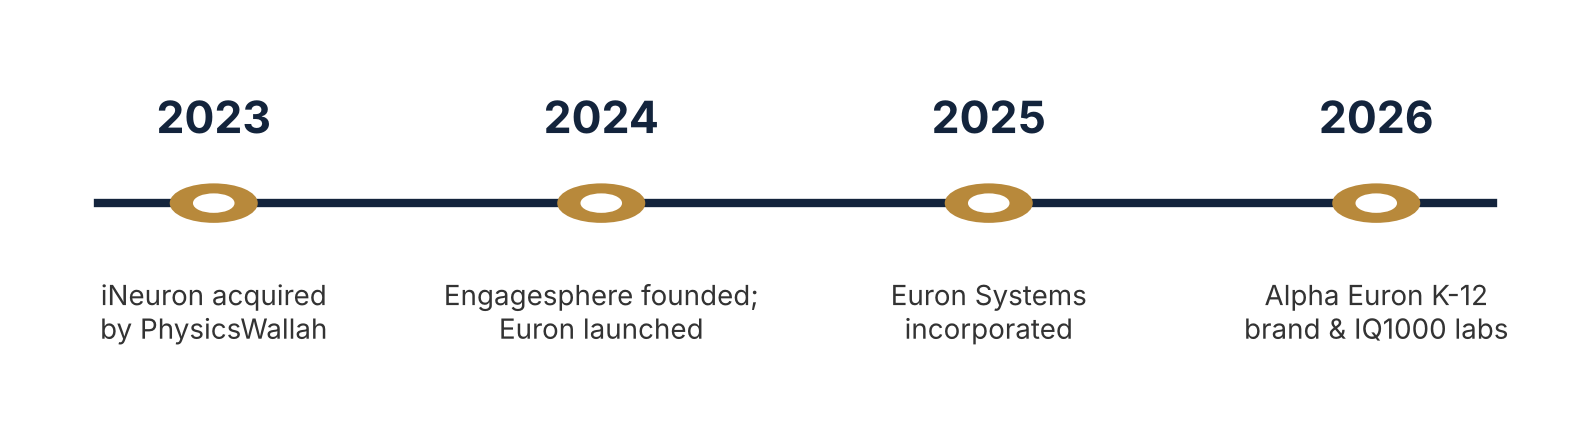 2023
2024
2025
2026
iNeuron acquired
by PhysicsWallah
Engagesphere founded;
Euron launched
Euron Systems
incorporated
Alpha Euron K-12
brand & IQ1000 labs